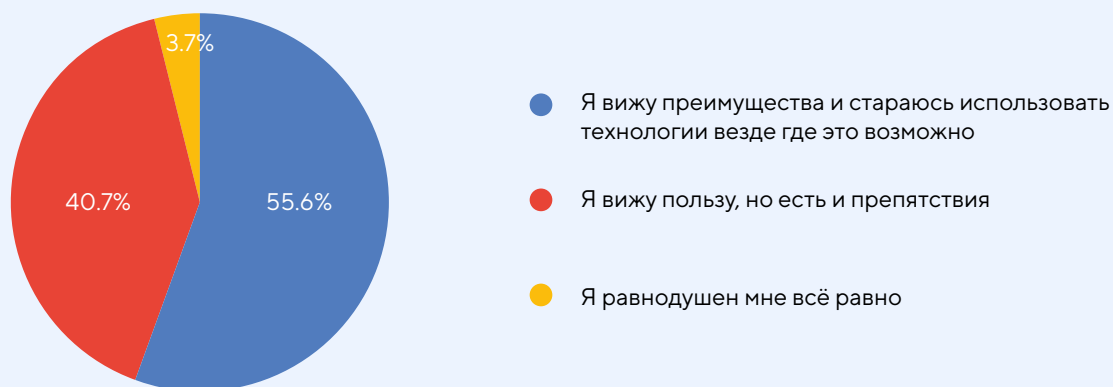 3.7%
40.7%
55.6%
Я вижу преимущества и стараюсь использовать
технологии везде где это возможно
Я вижу пользу, но есть и препятствия
Я равнодушен мне всё равно